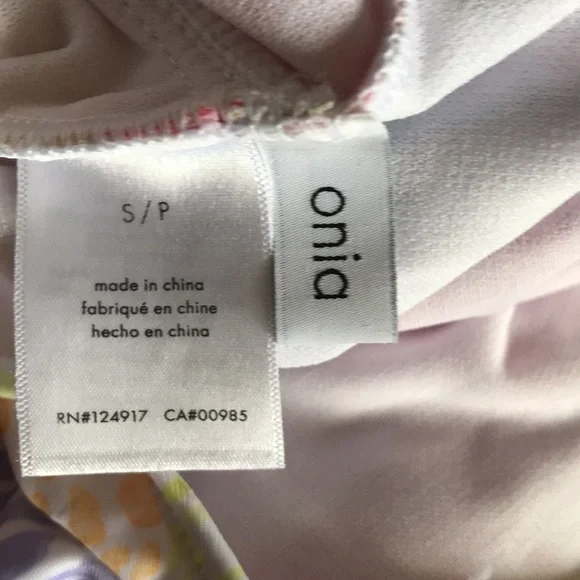 S/P
made in china
fabriqué en chine
hecho en china
RN#124917 CA#00985
onia